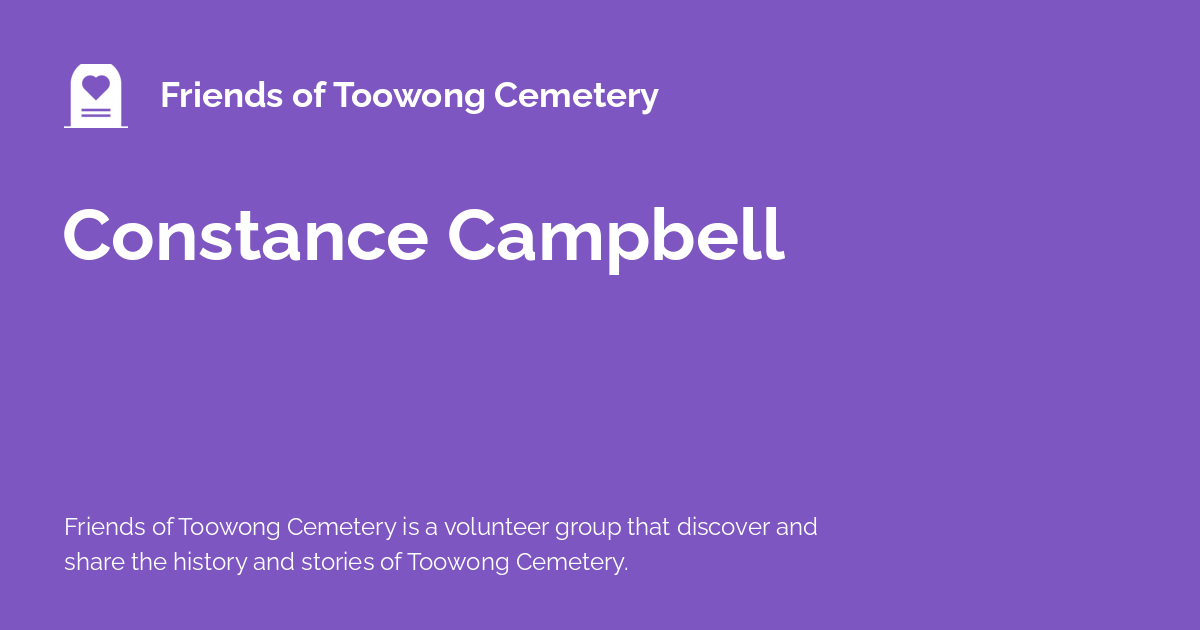 Friends of Toowong Cemetery
Constance Campbell
Friends of Toowong Cemetery is a volunteer group that discover and
share the history and stories of Toowong Cemetery.